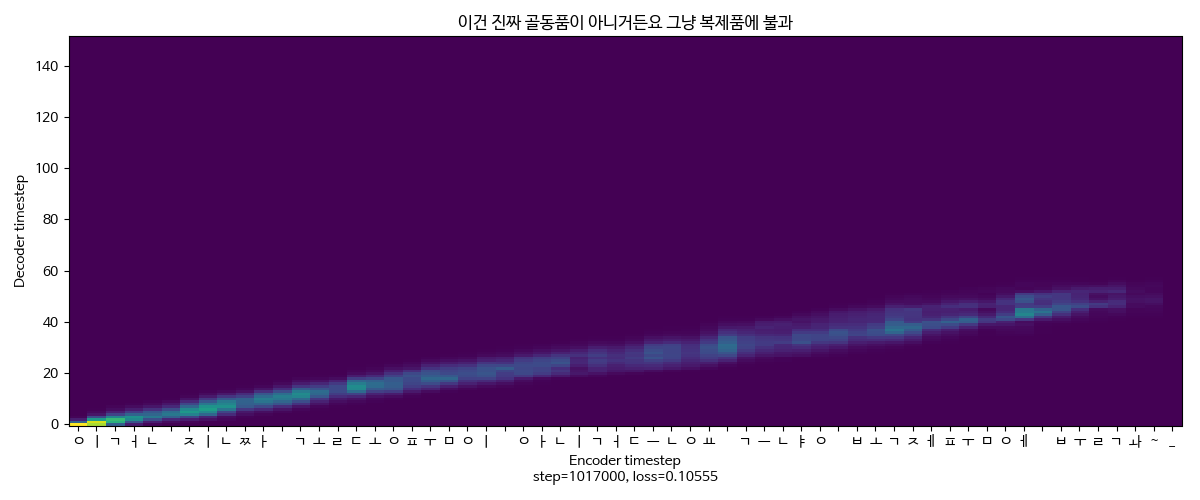 이건 진짜 골동품이 아니거든요 그냥 복제품에 불과
140
120
100
80
60
40
20
0
Decoder timestep
ㅇ ㅣ ㄱ ㅓ ㄴ ㅈ ㅣ ㄴ ㅉ ㅏ ㄱ ㅗ ㄹ ㄷ ㅗ ㅇ ㅍ ㅜ ㅁ ㅇ ㅣ ㅇ ㅏ ㄴ ㅣ ㄱ ㅓ ㄷ ㅡ ㄴ ㅇ ㅛ ㄱ ㅡ ㄴ ㅑ ㅇ ㅂ ㅗ ㄱ ㅈ ㅔ ㅍ ㅜ ㅁ ㅇ ㅔ ㅂ ㅜ ㄹ ㄱ ㅘ ~ _
Encoder timestep
step=1017000, loss=0.10555